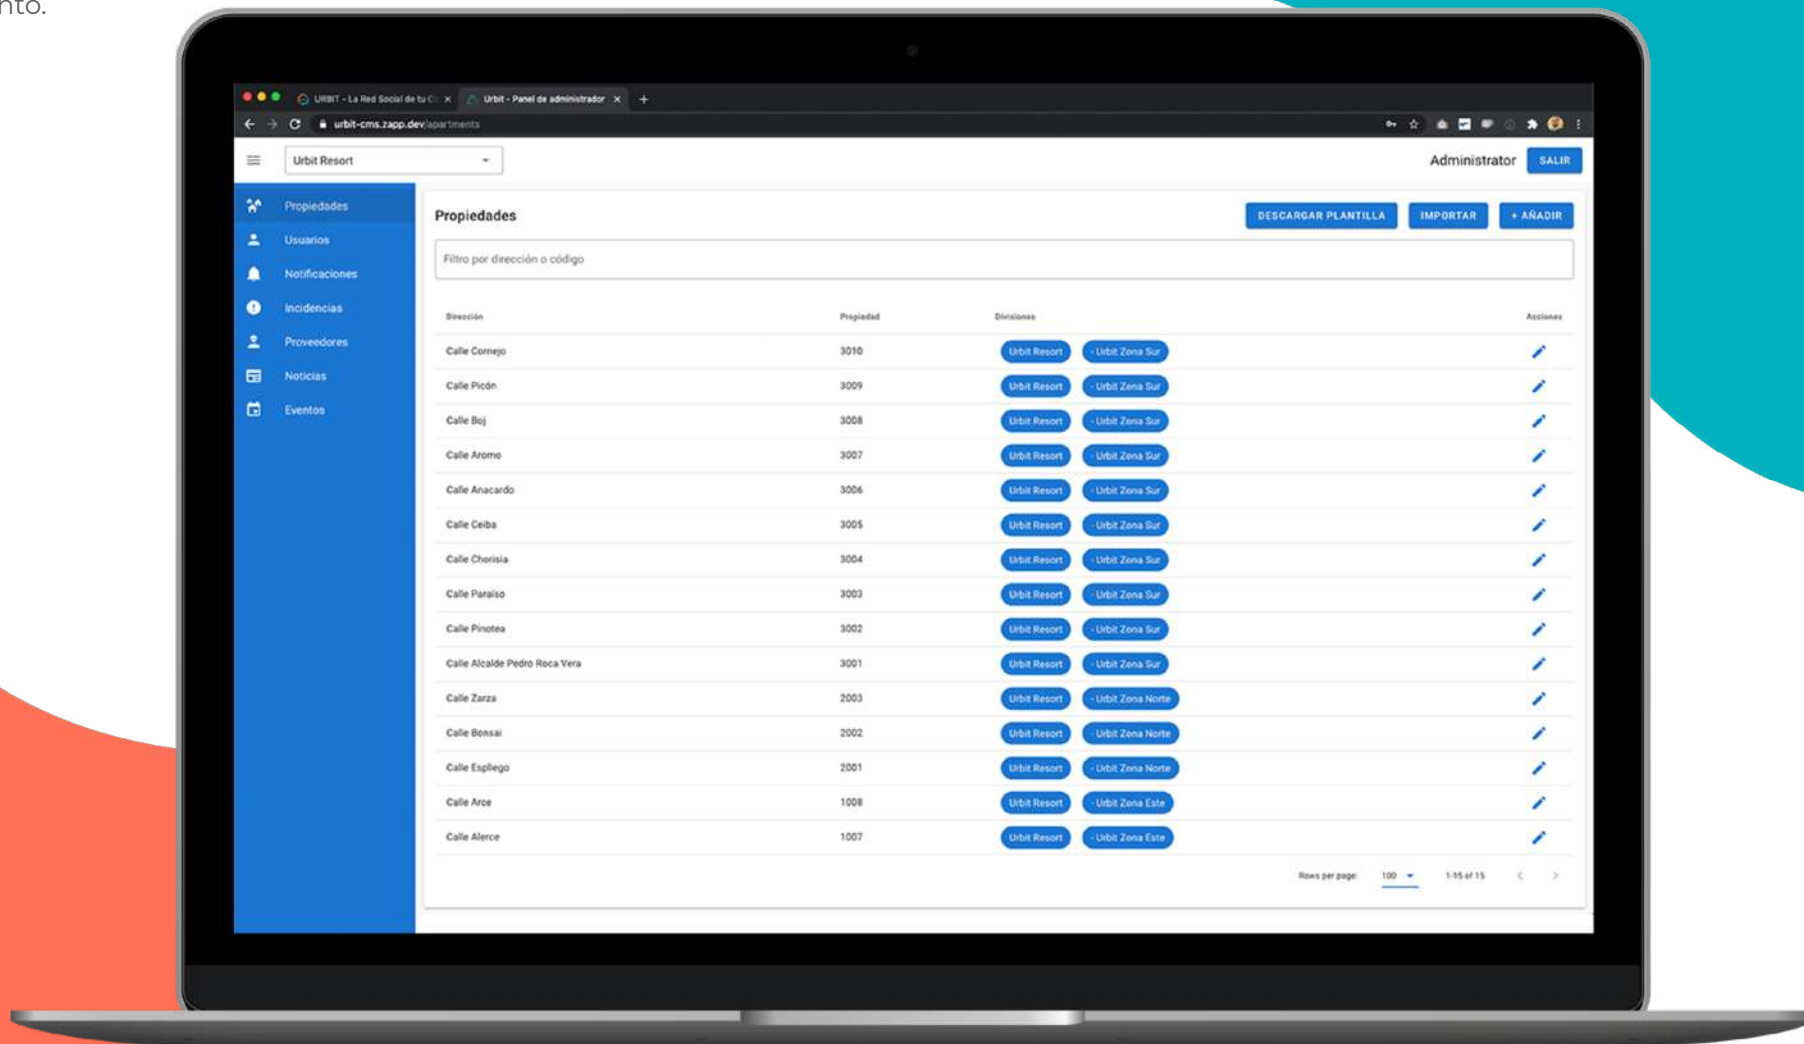 nto.
URBIT - La Red Social de tu C
Urbit - Panel de administrador
urbit-cms.zapp.dev/apartments
Urbit Resort
Administrator
SALIR
Propiedades
Usuarios
Notificaciones
Incidencias
Proveedores
Noticias
Eventos
Propiedades
DESCARGAR PLANTILLA
IMPORTAR
+ AÑADIR
Filtro por dirección o código
Dirección Propiedad Divisiones Acciones
Calle Cornejo 3010 Urbit Resort - Urbit Zona Sur
Calle Picón 3009 Urbit Resort - Urbit Zona Sur
Calle Boj 3008 Urbit Resort - Urbit Zona Sur
Calle Aromo 3007 Urbit Resort - Urbit Zona Sur
Calle Anacardo 3006 Urbit Resort - Urbit Zona Sur
Calle Ceiba 3005 Urbit Resort - Urbit Zona Sur
Calle Chorisia 3004 Urbit Resort - Urbit Zona Sur
Calle Paraíso 3003 Urbit Resort - Urbit Zona Sur
Calle Pinotea 3002 Urbit Resort - Urbit Zona Sur
Calle Alcalde Pedro Roca Vera 3001 Urbit Resort - Urbit Zona Sur
Calle Zarza 2003 Urbit Resort - Urbit Zona Norte
Calle Bonsai 2002 Urbit Resort - Urbit Zona Norte
Calle Espliego 2001 Urbit Resort - Urbit Zona Norte
Calle Arce 1008 Urbit Resort - Urbit Zona Este
Calle Alerce 1007 Urbit Resort - Urbit Zona Este
Rows per page: 100 1-15 of 15